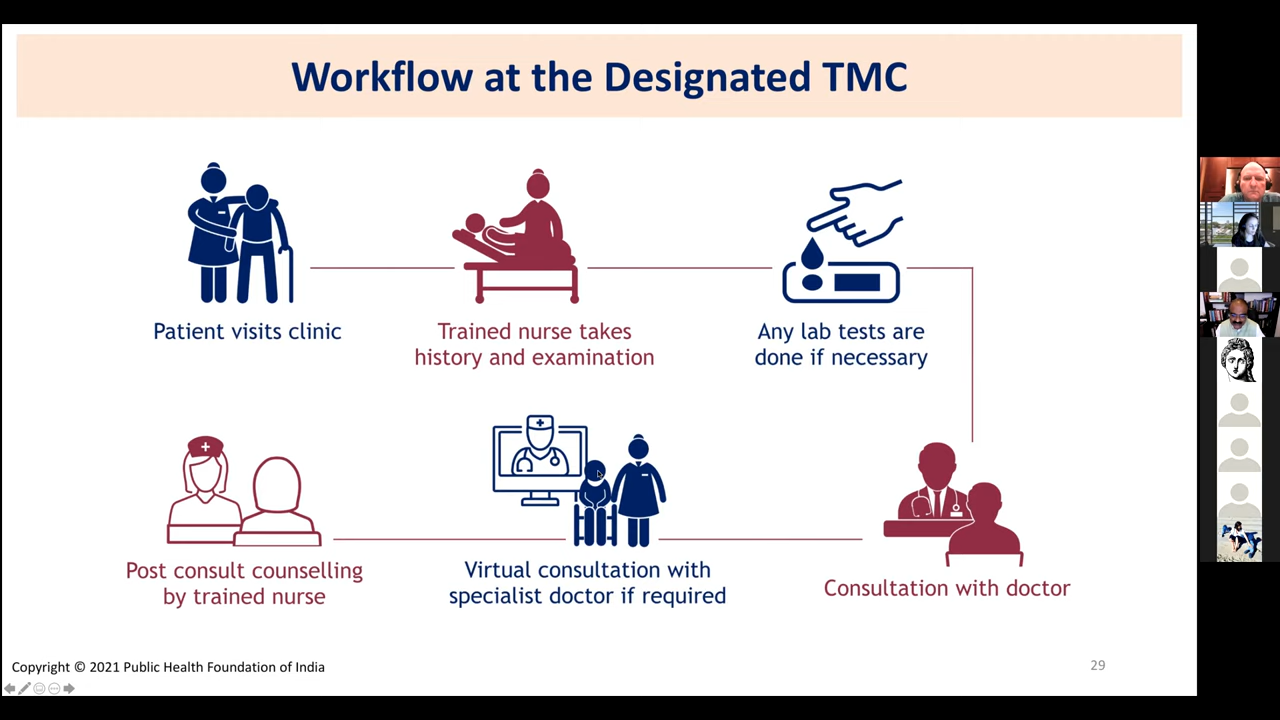 Workflow at the Designated TMC
Patient visits clinic
Trained nurse takes
history and examination
Any lab tests are
done if necessary
Post consult counselling
by trained nurse
Virtual consultation with
specialist doctor if required
Consultation with doctor
Copyright © 2021 Public Health Foundation of India
29